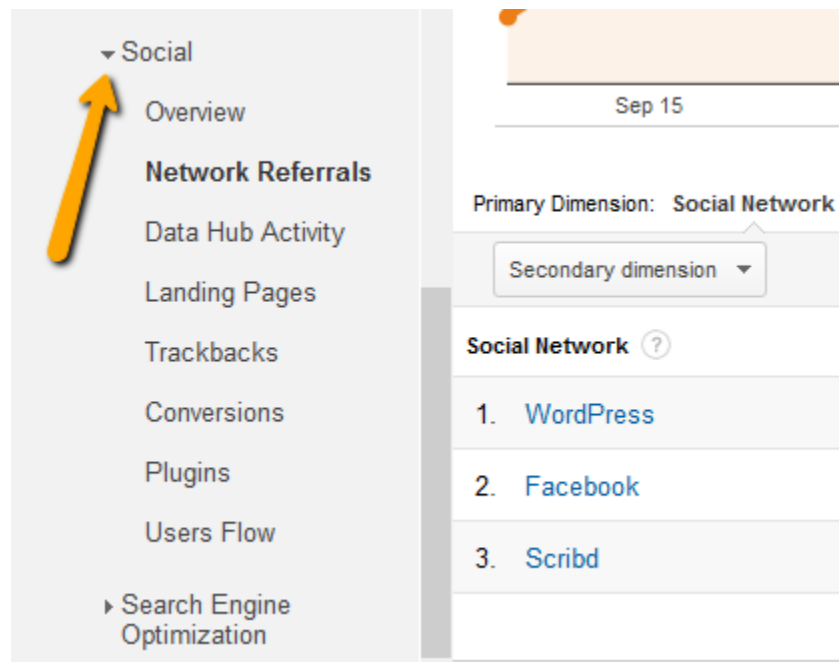 Social
Overview
Network Referrals
Data Hub Activity
Landing Pages
Trackbacks
Conversions
Plugins
Users Flow
Search Engine
Optimization
Sep 15
Primary Dimension: Social Network
Secondary dimension
Social Network ?
1. WordPress
2. Facebook
3. Scribd